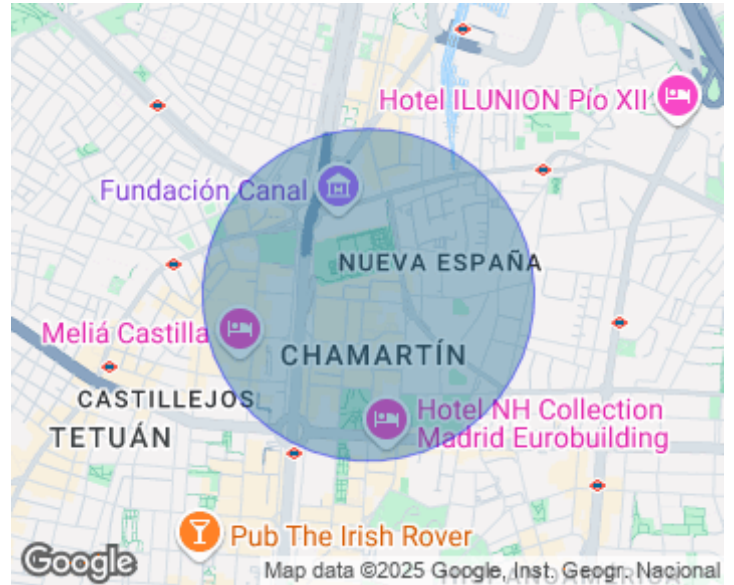 Hotel ILUNION Pío XII
Fundación Canal
NUEVA ESPAÑA
Meliá Castilla
CHAMARTÍN
CASTILLEJOS
TETUÁN
Hotel NH Collection
Madrid Eurobuilding
Pub The Irish Rover
Google
Map data ©2025 Google, Inst. Geogr. Nacional